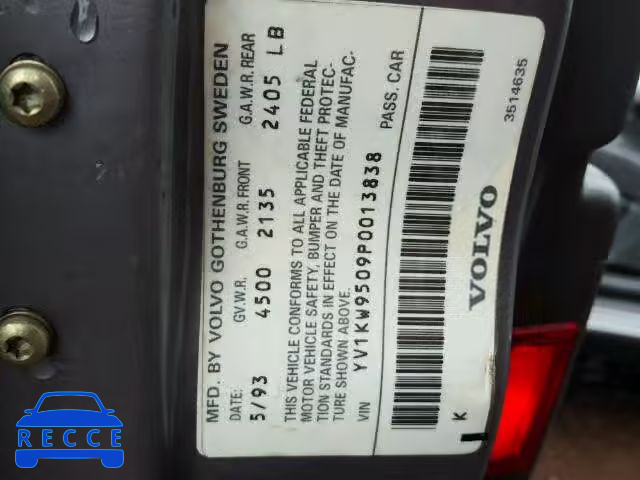 MFD. BY VOLVO GOTHENBURG SWEDEN
DATE: G.V.W.R. G.A.W.R. FRONT G.A.W.R. REAR
5/93 4500 2135 2405 LB
THIS VEHICLE CONFORMS TO ALL APPLICABLE FEDERAL
MOTOR VEHICLE SAFETY, BUMPER AND THEFT PROTEC-
TION STANDARDS IN EFFECT ON THE DATE OF MANUFAC-
TURE SHOWN ABOVE.
VIN YV1KW9509P0013838 PASS. CAR
K VOLVO 3514635
RECCE